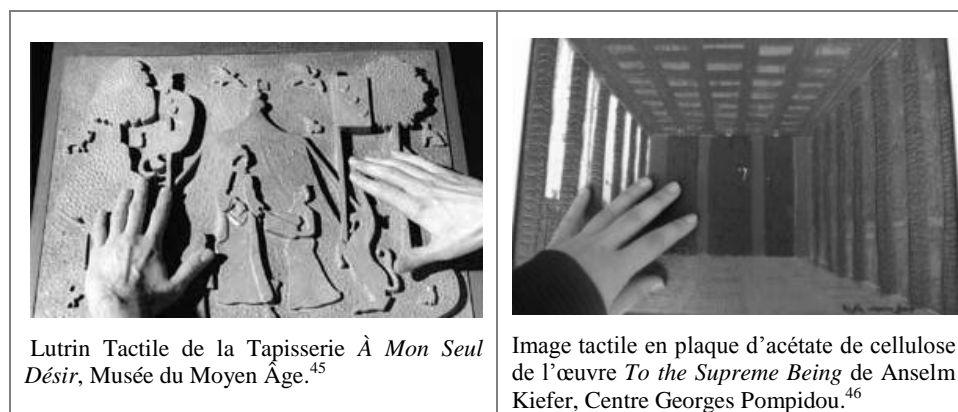 Lutrin Tactile de la Tapisserie À Mon Seul
Désir, Musée du Moyen Âge.45
Image tactile en plaque d’acétate de cellulose
de l’œuvre To the Supreme Being de Anselm
Kiefer, Centre Georges Pompidou.46